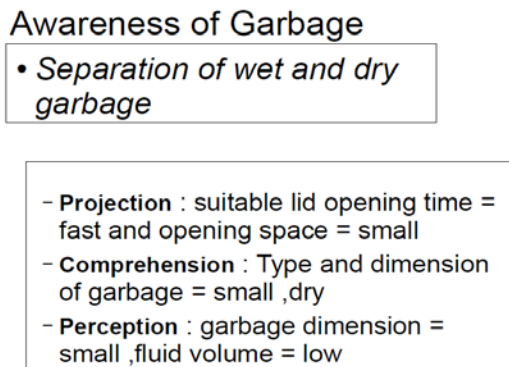 Awareness of Garbage
• Separation of wet and dry
garbage
– Projection : suitable lid opening time =
fast and opening space = small
– Comprehension : Type and dimension
of garbage = small ,dry
– Perception : garbage dimension =
small ,fluid volume = low